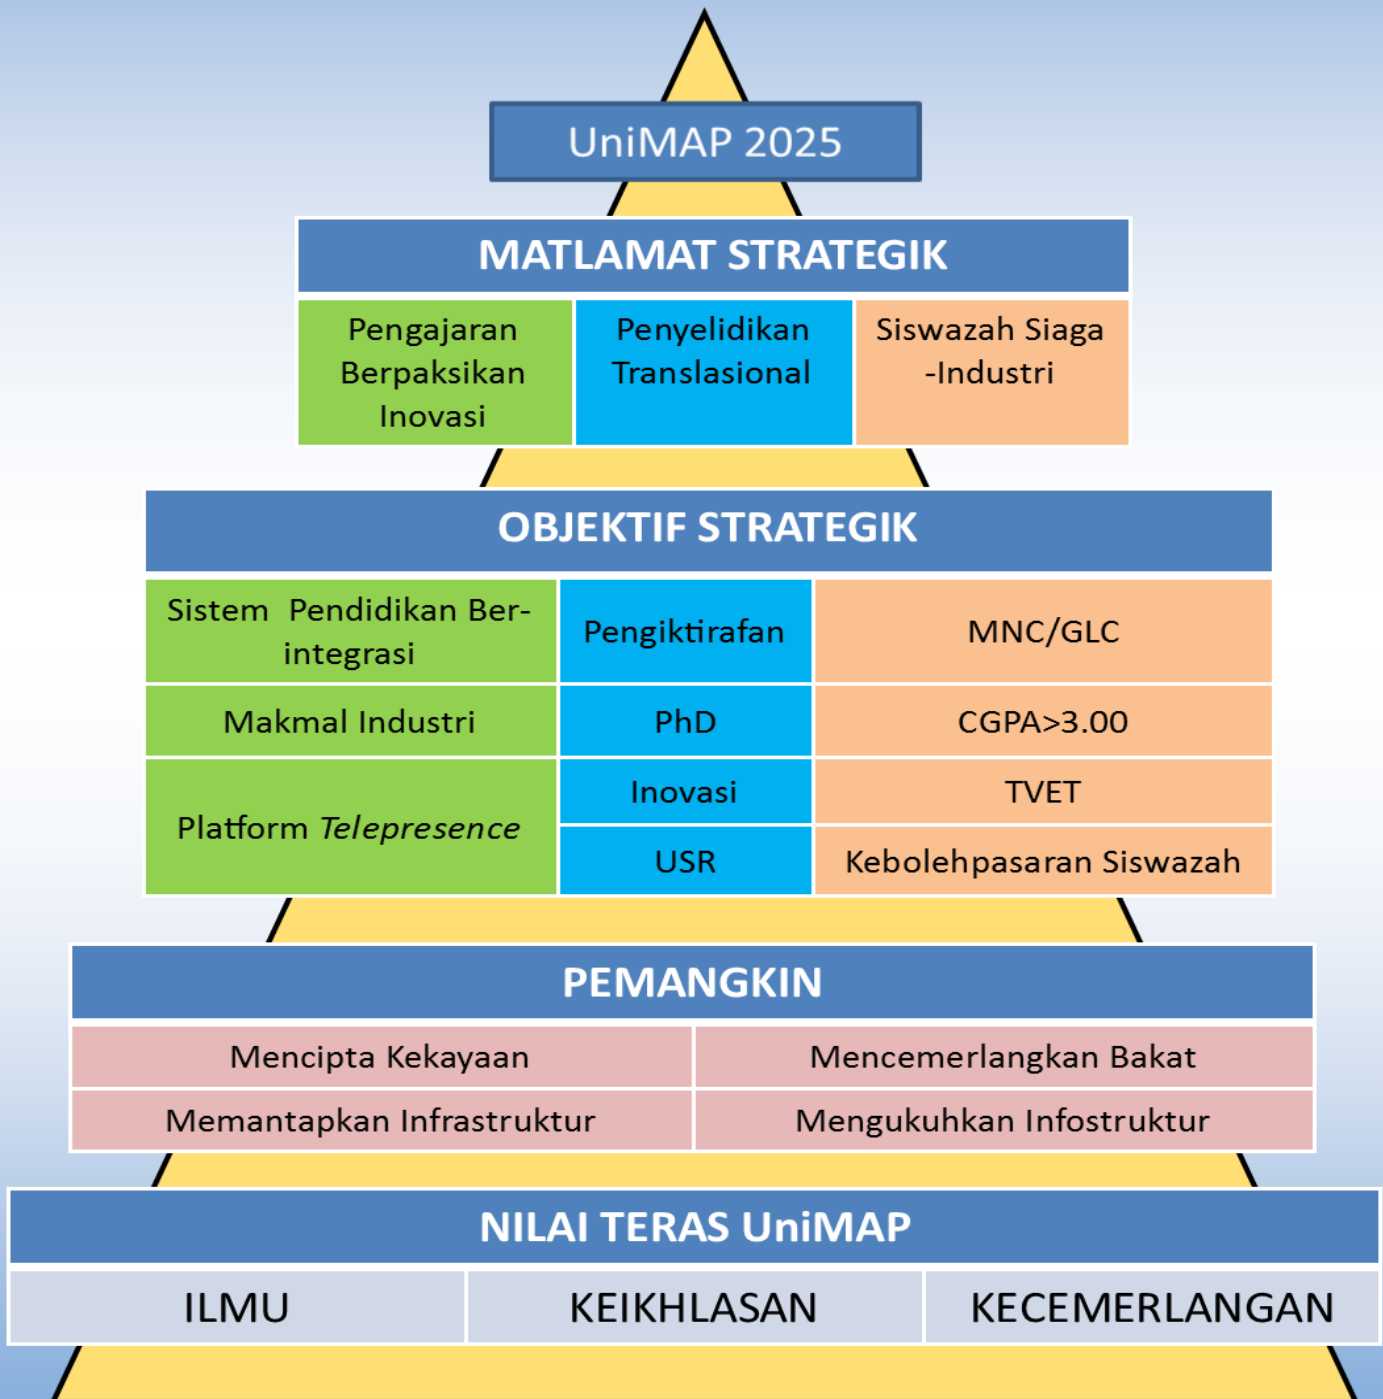 UniMAP 2025
MATLAMAT STRATEGIK
Pengajaran
Berpaksikan
Inovasi
Penyelidikan
Translasional
Siswazah Siaga
-Industri
OBJEKTIF STRATEGIK
Sistem Pendidikan Ber-
integrasi
Pengiktirafan
MNC/GLC
Makmal Industri
PhD
CGPA>3.00
Platform Telepresence
Inovasi
TVET
USR
Kebolehpasaran Siswazah
PEMANGKIN
Mencipta Kekayaan
Mencemerlangkan Bakat
Memantapkan Infrastruktur
Mengukuhkan Infostruktur
NILAI TERAS UniMAP
ILMU
KEIKHLASAN
KECEMERLANGAN